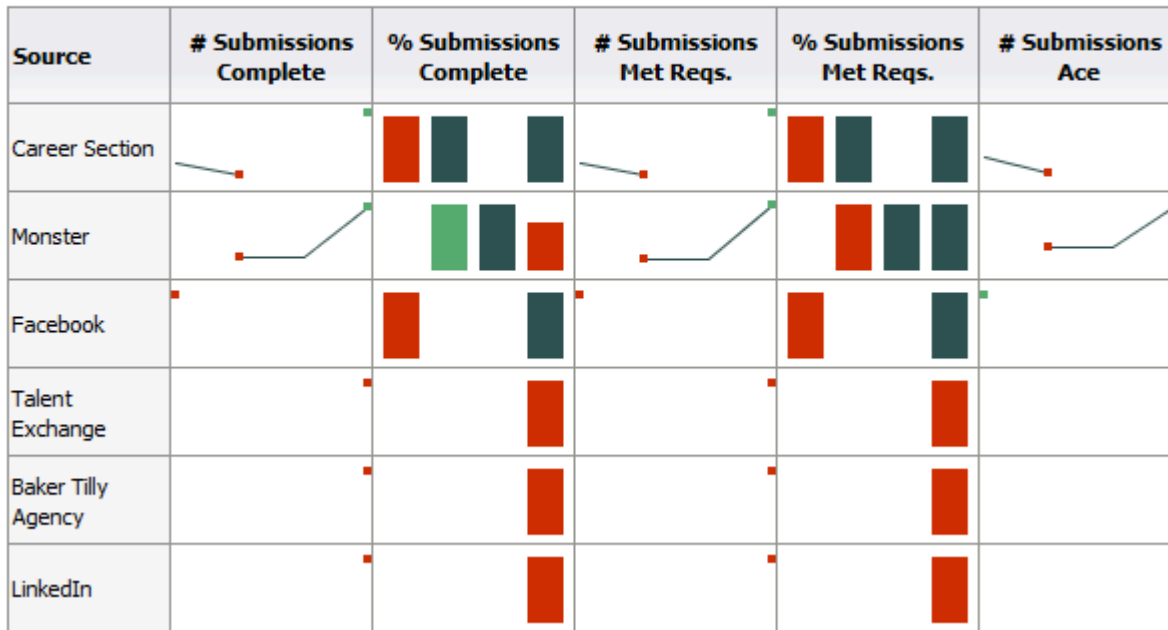 Source
# Submissions
Complete
% Submissions
Complete
# Submissions
Met Reqs.
% Submissions
Met Reqs.
# Submissions
Ace
Career Section
Monster
Facebook
Talent
Exchange
Baker Tilly
Agency
LinkedIn